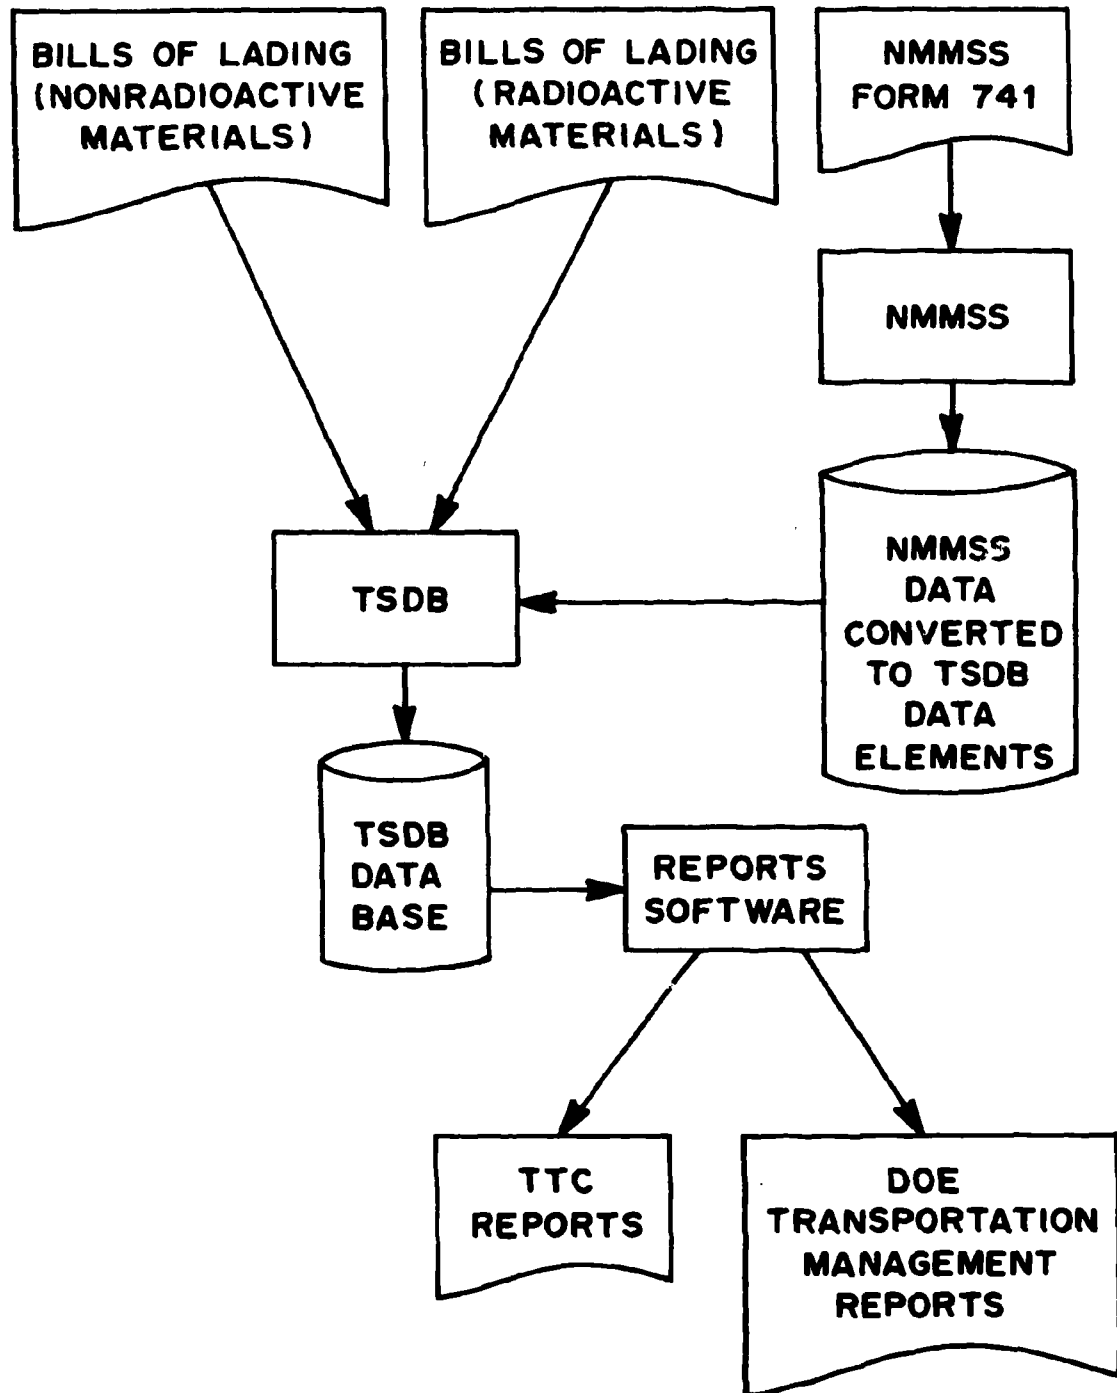 BILLS OF LADING
(NONRADIOACTIVE
MATERIALS)
BILLS OF LADING
(RADIOACTIVE
MATERIALS)
NMMSS
FORM 741
NMMSS
NMMSS
DATA
CONVERTED
TO TSDB
DATA
ELEMENTS
TSDB
TSDB
DATA
BASE
REPORTS
SOFTWARE
TTC
REPORTS
DOE
TRANSPORTATION
MANAGEMENT
REPORTS